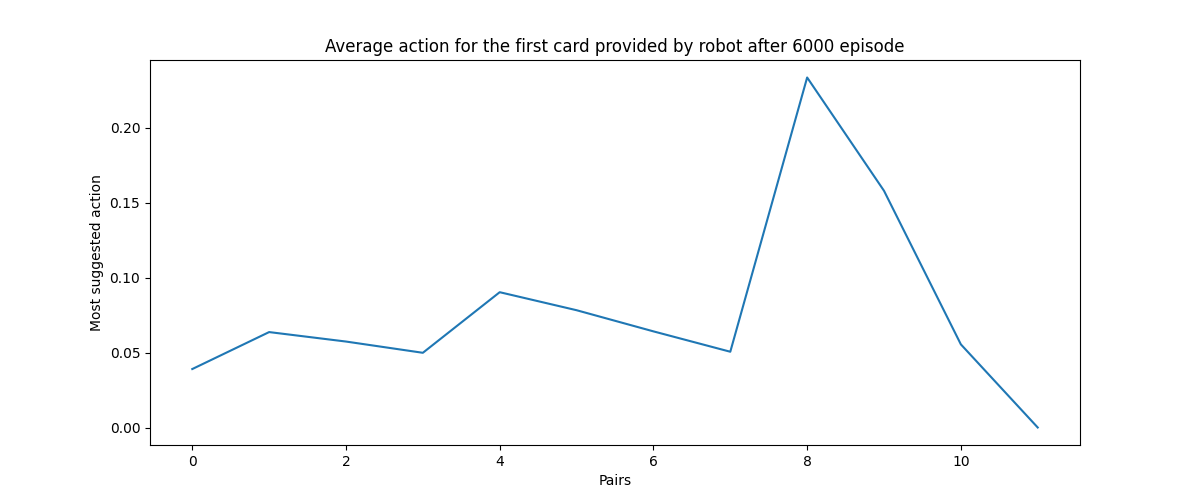 Average action for the first card provided by robot after 6000 episode
Most suggested action
0.20
0.15
0.10
0.05
0.00
0 2 4 6 8 10
Pairs